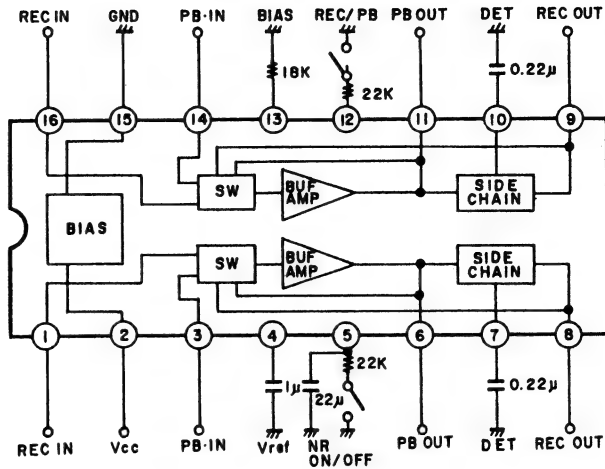 REC IN GND PB·IN BIAS REC/PB PB OUT DET REC OUT
18K 22K 0.22μ
16 15 14 13 12 11 10 9
SW BUF AMP SIDE CHAIN
BIAS
SW BUF AMP SIDE CHAIN
1 2 3 4 5 6 7 8
1μ 22μ 22K 0.22μ
REC IN Vcc PB·IN Vref NR ON/OFF PB OUT DET REC OUT